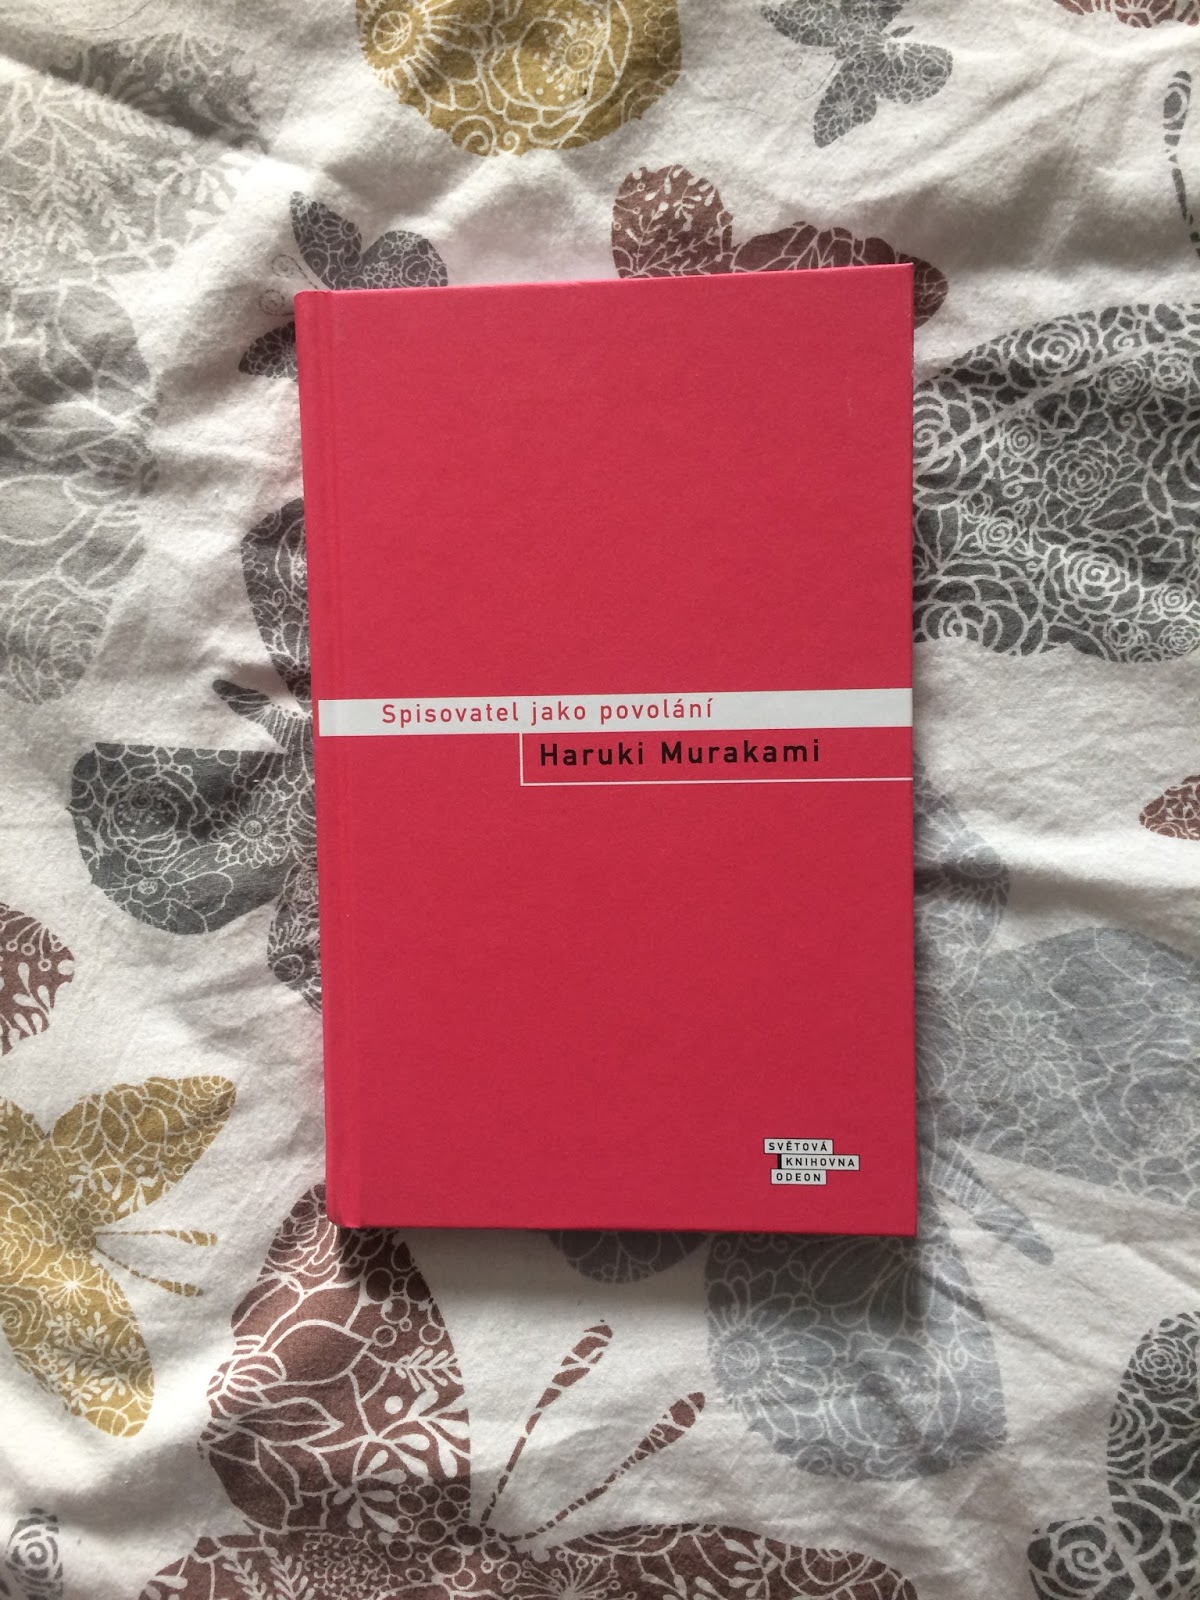 Spisovatel jako povolání
Haruki Murakami
SVĚTOVÁ
KNIHOVNA
ODEON